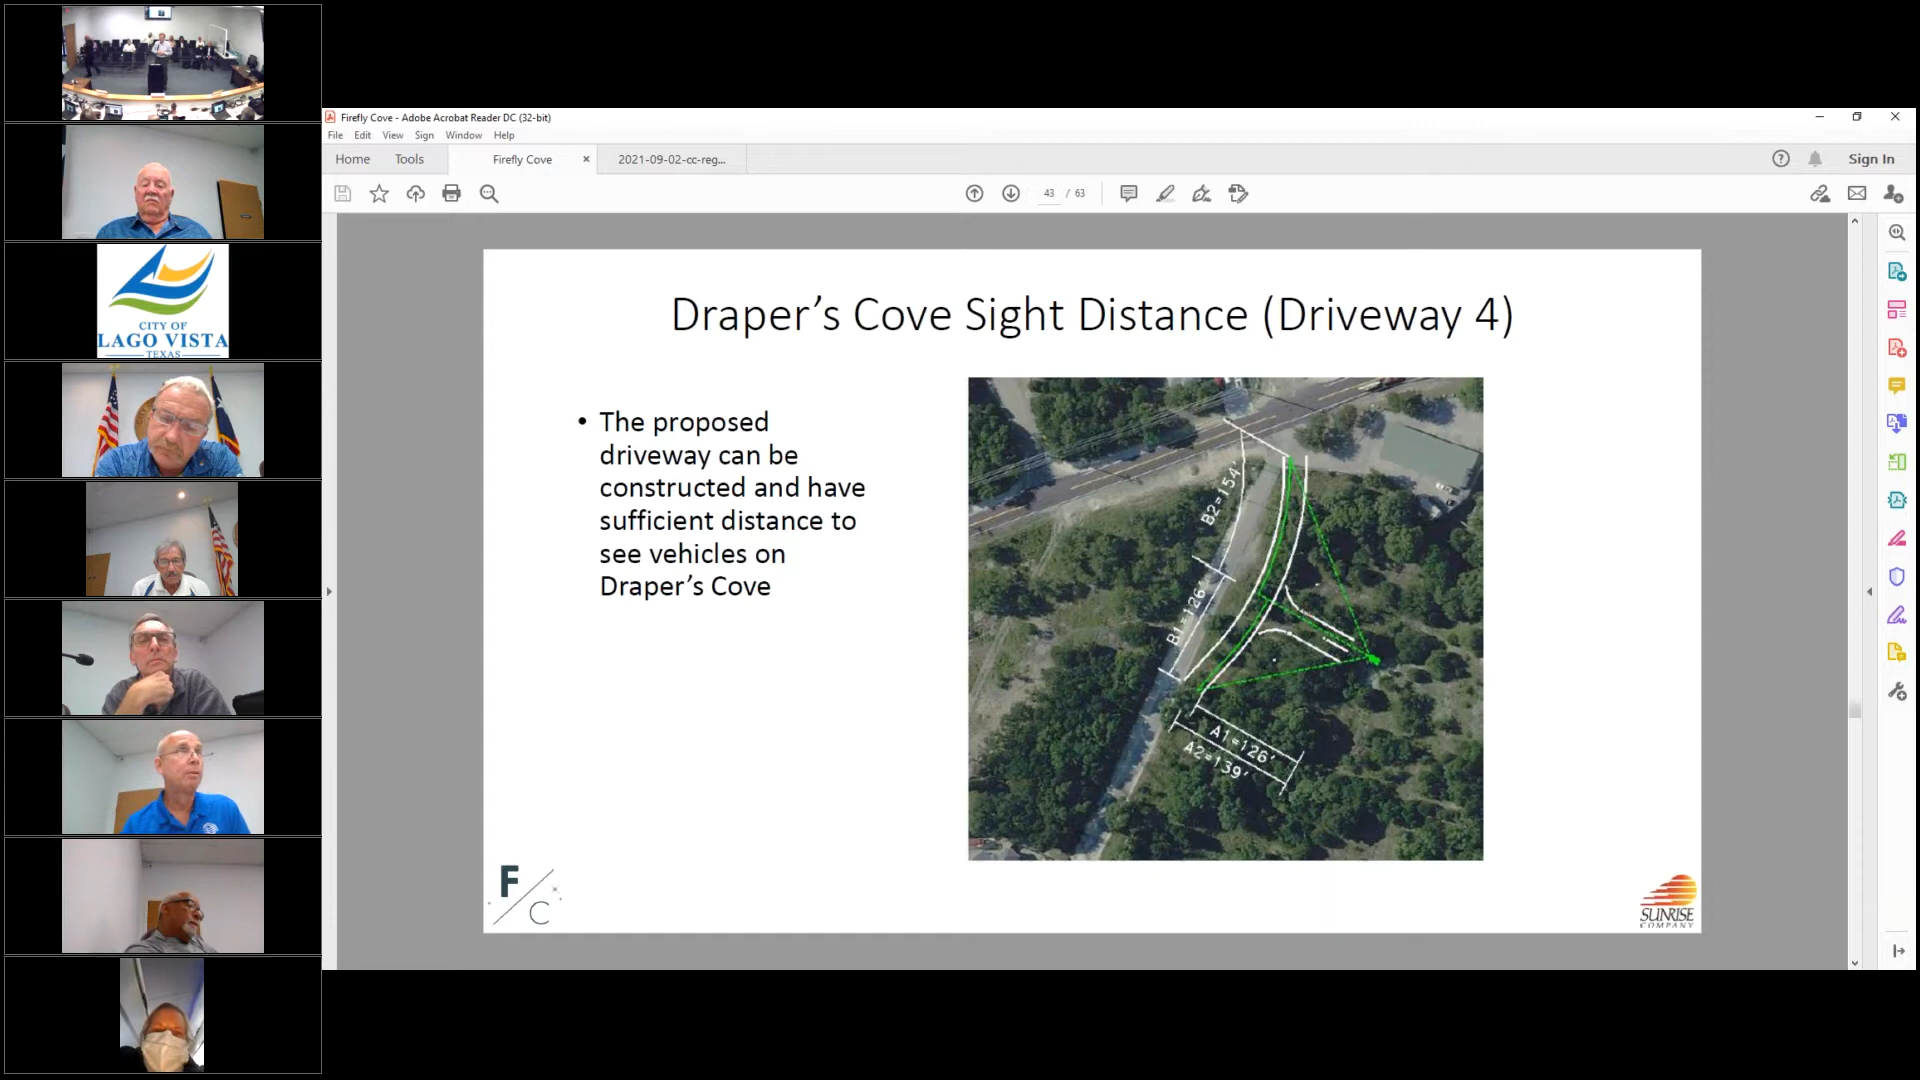 CITY OF
LAGO VISTA
TEXAS
Firefly Cove - Adobe Acrobat Reader DC (32-bit)
File Edit View Sign Window Help
Home Tools Firefly Cove × 2021-09-02-cc-reg...
Sign In
43 / 63
Draper’s Cove Sight Distance (Driveway 4)
• The proposed
driveway can be
constructed and have
sufficient distance to
see vehicles on
Draper’s Cove
B2=154'
B1=126'
A1=126'
A2=139'
F/C
SUNRISE
COMPANY